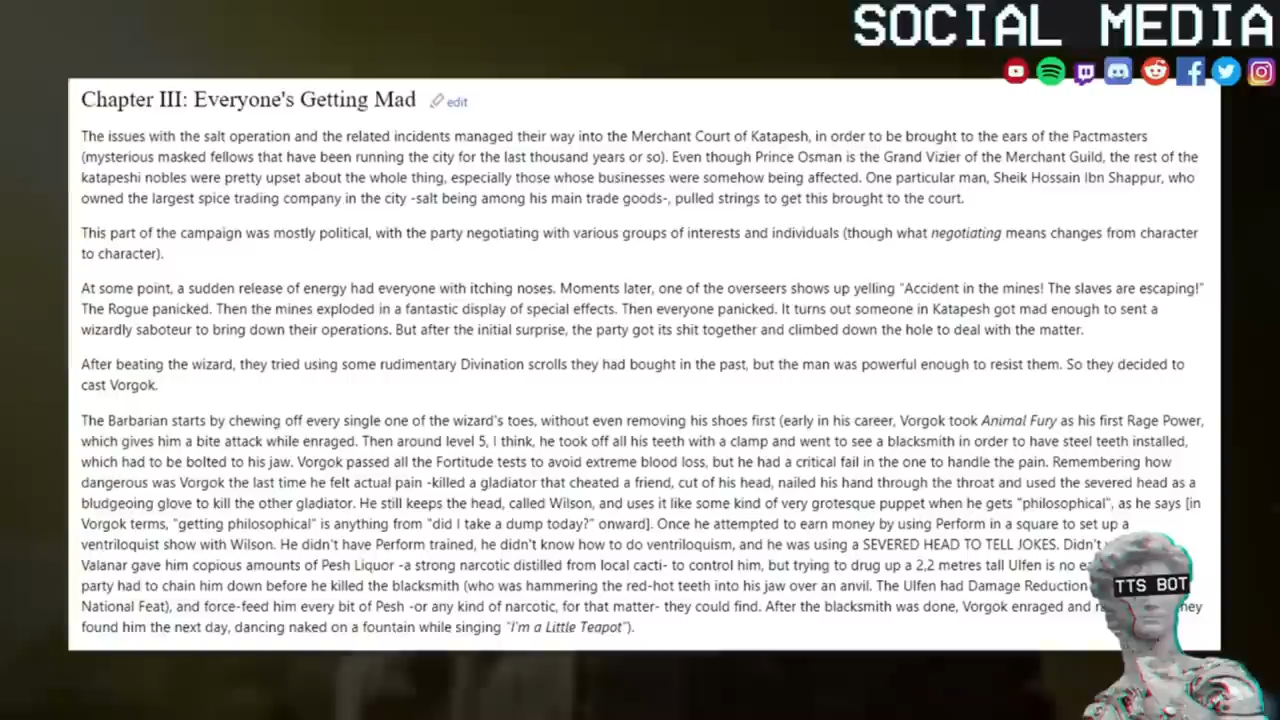 SOCIAL MEDIA
Chapter III: Everyone's Getting Mad edit
The issues with the salt operation and the related incidents managed their way into the Merchant Court of Katapesh, in order to be brought to the ears of the Pactmasters
(mysterious masked fellows that have been running the city for the last thousand years or so). Even though Prince Osman is the Grand Vizier of the Merchant Guild, the rest of the
katapeshi nobles were pretty upset about the whole thing, especially those whose businesses were somehow being affected. One particular man, Sheik Hossain Ibn Shappur, who
owned the largest spice trading company in the city -salt being among his main trade goods-, pulled strings to get this brought to the court.
This part of the campaign was mostly political, with the party negotiating with various groups of interests and individuals (though what negotiating means changes from character
to character).
At some point, a sudden release of energy had everyone with itching noses. Moments later, one of the overseers shows up yelling "Accident in the mines! The slaves are escaping!"
The Rogue panicked. Then the mines exploded in a fantastic display of special effects. Then everyone panicked. It turns out someone in Katapesh got mad enough to sent a
wizardly saboteur to bring down their operations. But after the initial surprise, the party got its shit together and climbed down the hole to deal with the matter.
After beating the wizard, they tried using some rudimentary Divination scrolls they had bought in the past, but the man was powerful enough to resist them. So they decided to
cast Vorgok.
The Barbarian starts by chewing off every single one of the wizard's toes, without even removing his shoes first (early in his career, Vorgok took Animal Fury as his first Rage Power,
which gives him a bite attack while enraged. Then around level 5, I think, he took off all his teeth with a clamp and went to see a blacksmith in order to have steel teeth installed,
which had to be bolted to his jaw. Vorgok passed all the Fortitude tests to avoid extreme blood loss, but he had a critical fail in the one to handle the pain. Remembering how
dangerous was Vorgok the last time he felt actual pain -killed a gladiator that cheated a friend, cut of his head, nailed his hand through the throat and used the severed head as a
bludgeoing glove to kill the other gladiator. He still keeps the head, called Wilson, and uses it like some kind of very grotesque puppet when he gets "philosophical", as he says [in
Vorgok terms, "getting philosophical" is anything from "did I take a dump today?" onward]. Once he attempted to earn money by using Perform in a square to set up a
ventriloquist show with Wilson. He didn't have Perform trained, he didn't know how to do ventriloquism, and he was using a SEVERED HEAD TO TELL JOKES. Didn't
Valanar gave him copious amounts of Pesh Liquor -a strong narcotic distilled from local cacti- to control him, but trying to drug up a 2,2 metres tall Ulfen is no
party had to chain him down before he killed the blacksmith (who was hammering the red-hot teeth into his jaw over an anvil. The Ulfen had Damage Reduction
National Feat), and force-feed him every bit of Pesh -or any kind of narcotic, for that matter- they could find. After the blacksmith was done, Vorgok enraged and
found him the next day, dancing naked on a fountain while singing "I'm a Little Teapot").
TTS BOT